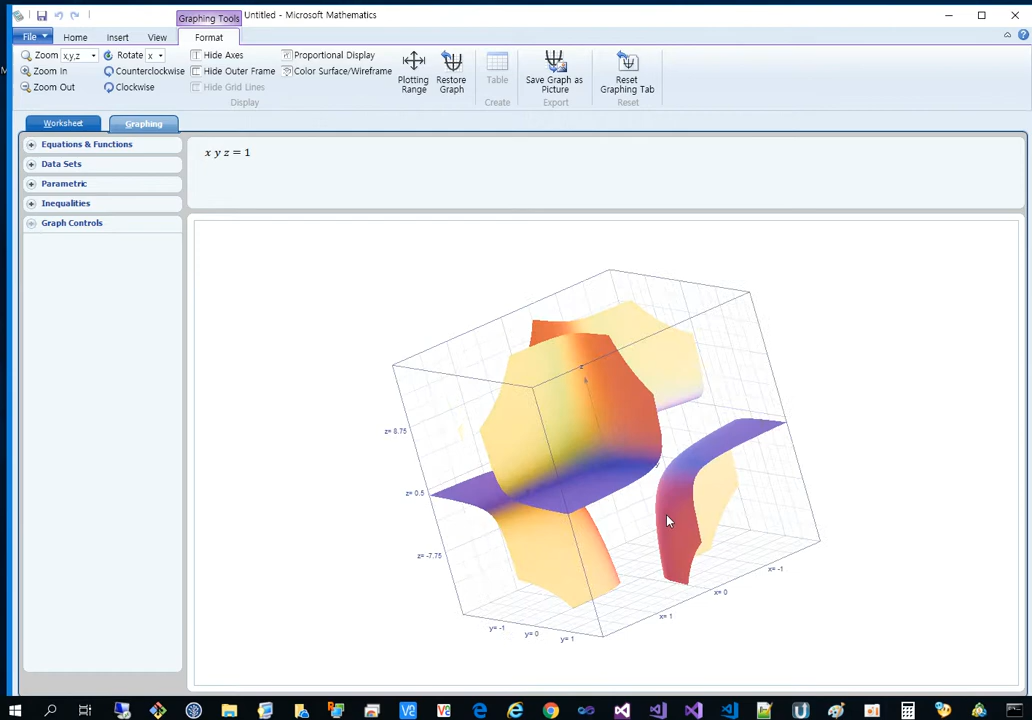 Graphing Tools
Untitled - Microsoft Mathematics
File
Home
Insert
View
Format
Zoom
x,y,z
Rotate
x
Hide Axes
Proportional Display
Zoom In
Counterclockwise
Hide Outer Frame
Color Surface/Wireframe
Zoom Out
Clockwise
Hide Grid Lines
Plotting Range
Restore Graph
Table
Save Graph as Picture
Reset Graphing Tab
Display
Create
Export
Reset
Worksheet
Graphing
Equations & Functions
Data Sets
Parametric
Inequalities
Graph Controls
x y z = 1
z
z= 8.75
z= 0.5
z= -7.75
y= -1
y= 0
y= 1
x= 1
x= 0
x= -1